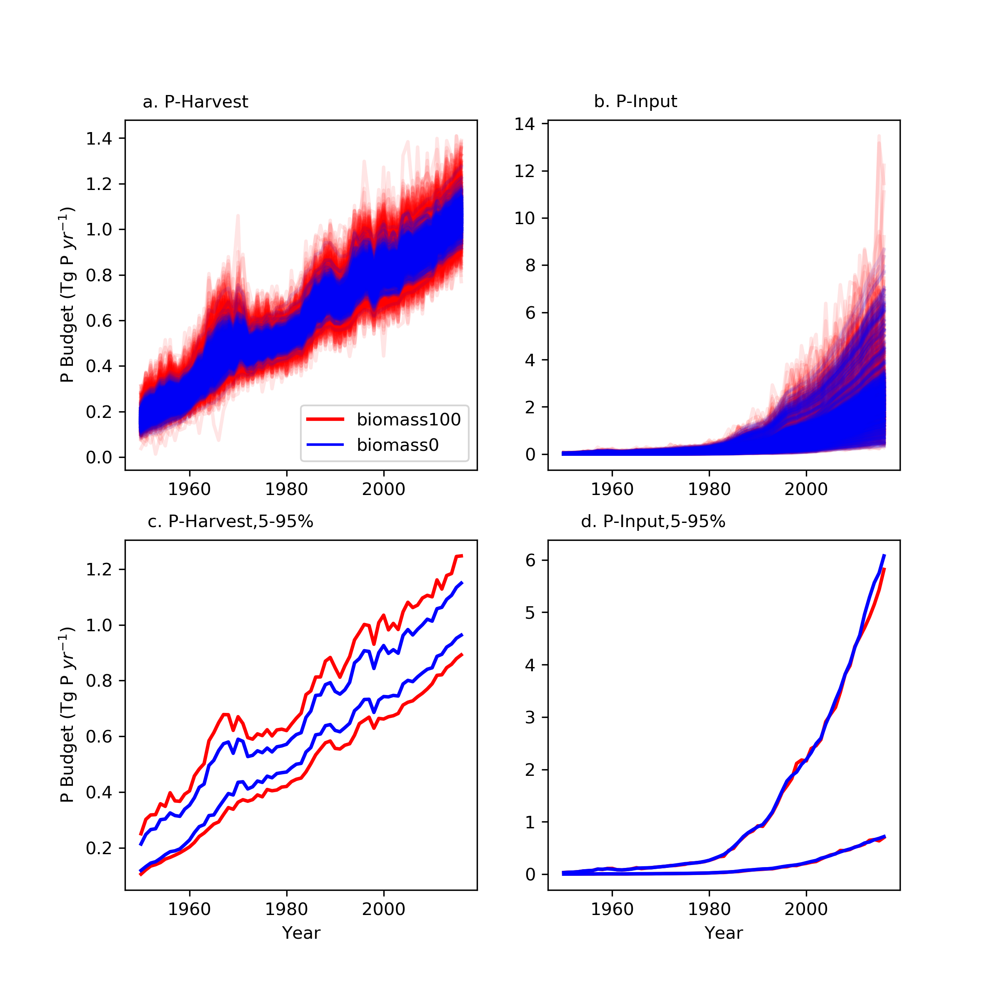 a. P-Harvest
b. P-Input
P Budget (Tg P yr⁻¹)
1.4
1.2
1.0
0.8
0.6
0.4
0.2
0.0
14
12
10
8
6
4
2
0
biomass100
biomass0
1960 1980 2000
1960 1980 2000
c. P-Harvest,5-95%
d. P-Input,5-95%
P Budget (Tg P yr⁻¹)
1.2
1.0
0.8
0.6
0.4
0.2
6
5
4
3
2
1
0
1960 1980 2000
1960 1980 2000
Year
Year